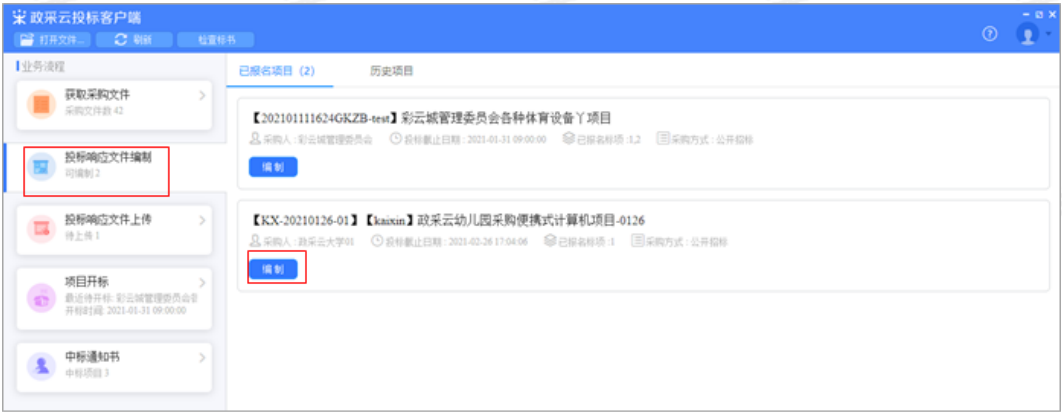 政采云投标客户端
打开文件... 刷新 检查标书
业务流程
获取采购文件
采购文件数 42
投标响应文件编制
可编制 2
投标响应文件上传
待上传 1
项目开标
最近待开标: 彩云城管理委员会各
开标时间: 2021-01-31 09:00:00
中标通知书
中标项目 3
已报名项目（2） 历史项目
【202101111624GKZB-test】彩云城管理委员会各种体育设备丫项目
采购人 : 彩云城管理委员会 投标截止日期 : 2021-01-31 09:00:00 已报名标项 :1,2 采购方式 : 公开招标
编制
【KX-20210126-01】【kaixin】政采云幼儿园采购便携式计算机项目-0126
采购人 : 政采云大学01 投标截止日期 : 2021-02-26 17:04:06 已报名标项 :1 采购方式 : 公开招标
编制